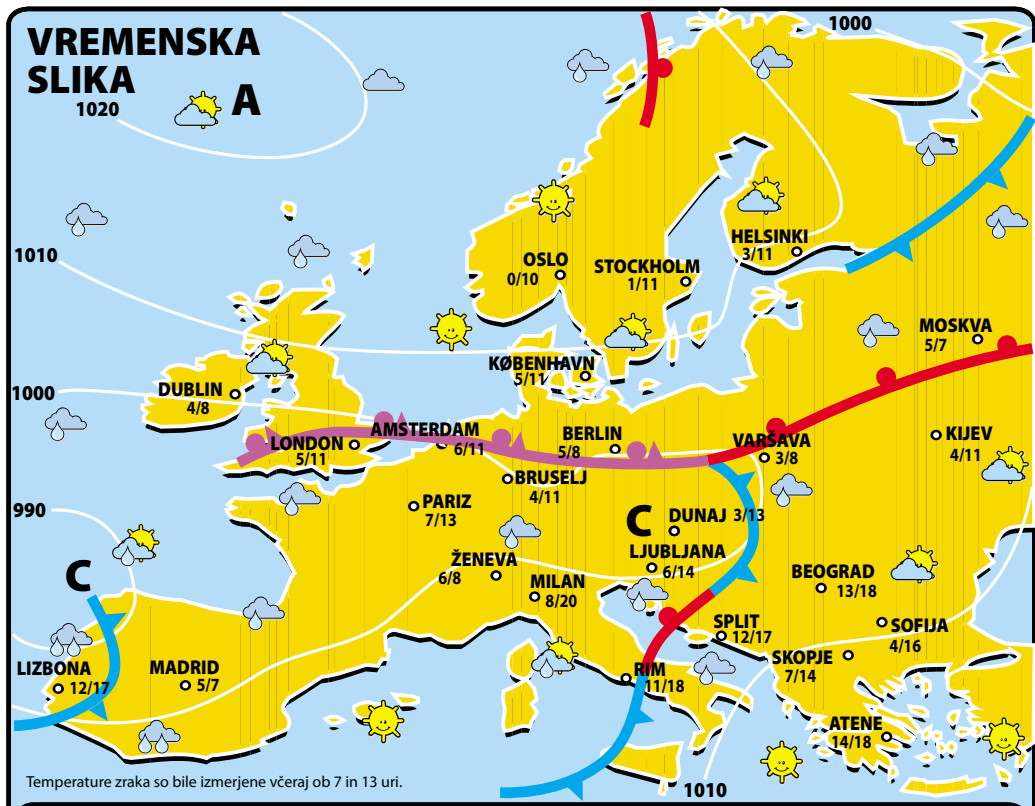 VREMENSKA
SLIKA
1020
A
1000
1010
OSLO
0/10
STOCKHOLM
1/11
HELSINKI
3/11
MOSKVA
5/7
KØBENHAVN
5/11
1000
DUBLIN
4/8
LONDON
5/11
AMSTERDAM
6/11
BERLIN
5/8
VARŠAVA
3/8
KIJEV
4/11
BRUSELJ
4/11
990
PARIZ
7/13
C
DUNAJ 3/13
LJUBLJANA
6/14
ŽENEVA
6/8
MILAN
8/20
BEOGRAD
13/18
C
SPLIT
12/17
SOFIJA
4/16
LIZBONA
12/17
MADRID
5/7
RIM
11/18
SKOPJE
7/14
ATENE
14/18
Temperature zraka so bile izmerjene včeraj ob 7 in 13 uri.
1010